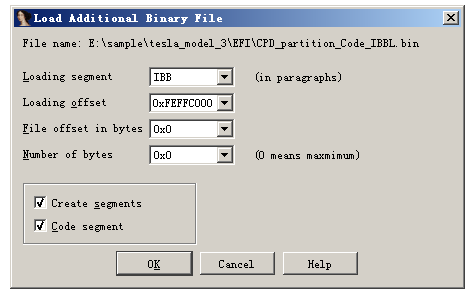 Load Additional Binary File
File name: E:\sample\tesla_model_3\EFI\CPD_partition_Code_IBBL.bin
Loading segment IBB (in paragraphs)
Loading offset 0xFEFFC000
File offset in bytes 0x0
Number of bytes 0x0 (0 means maxmimum)
Create segments
Code segment
OK Cancel Help